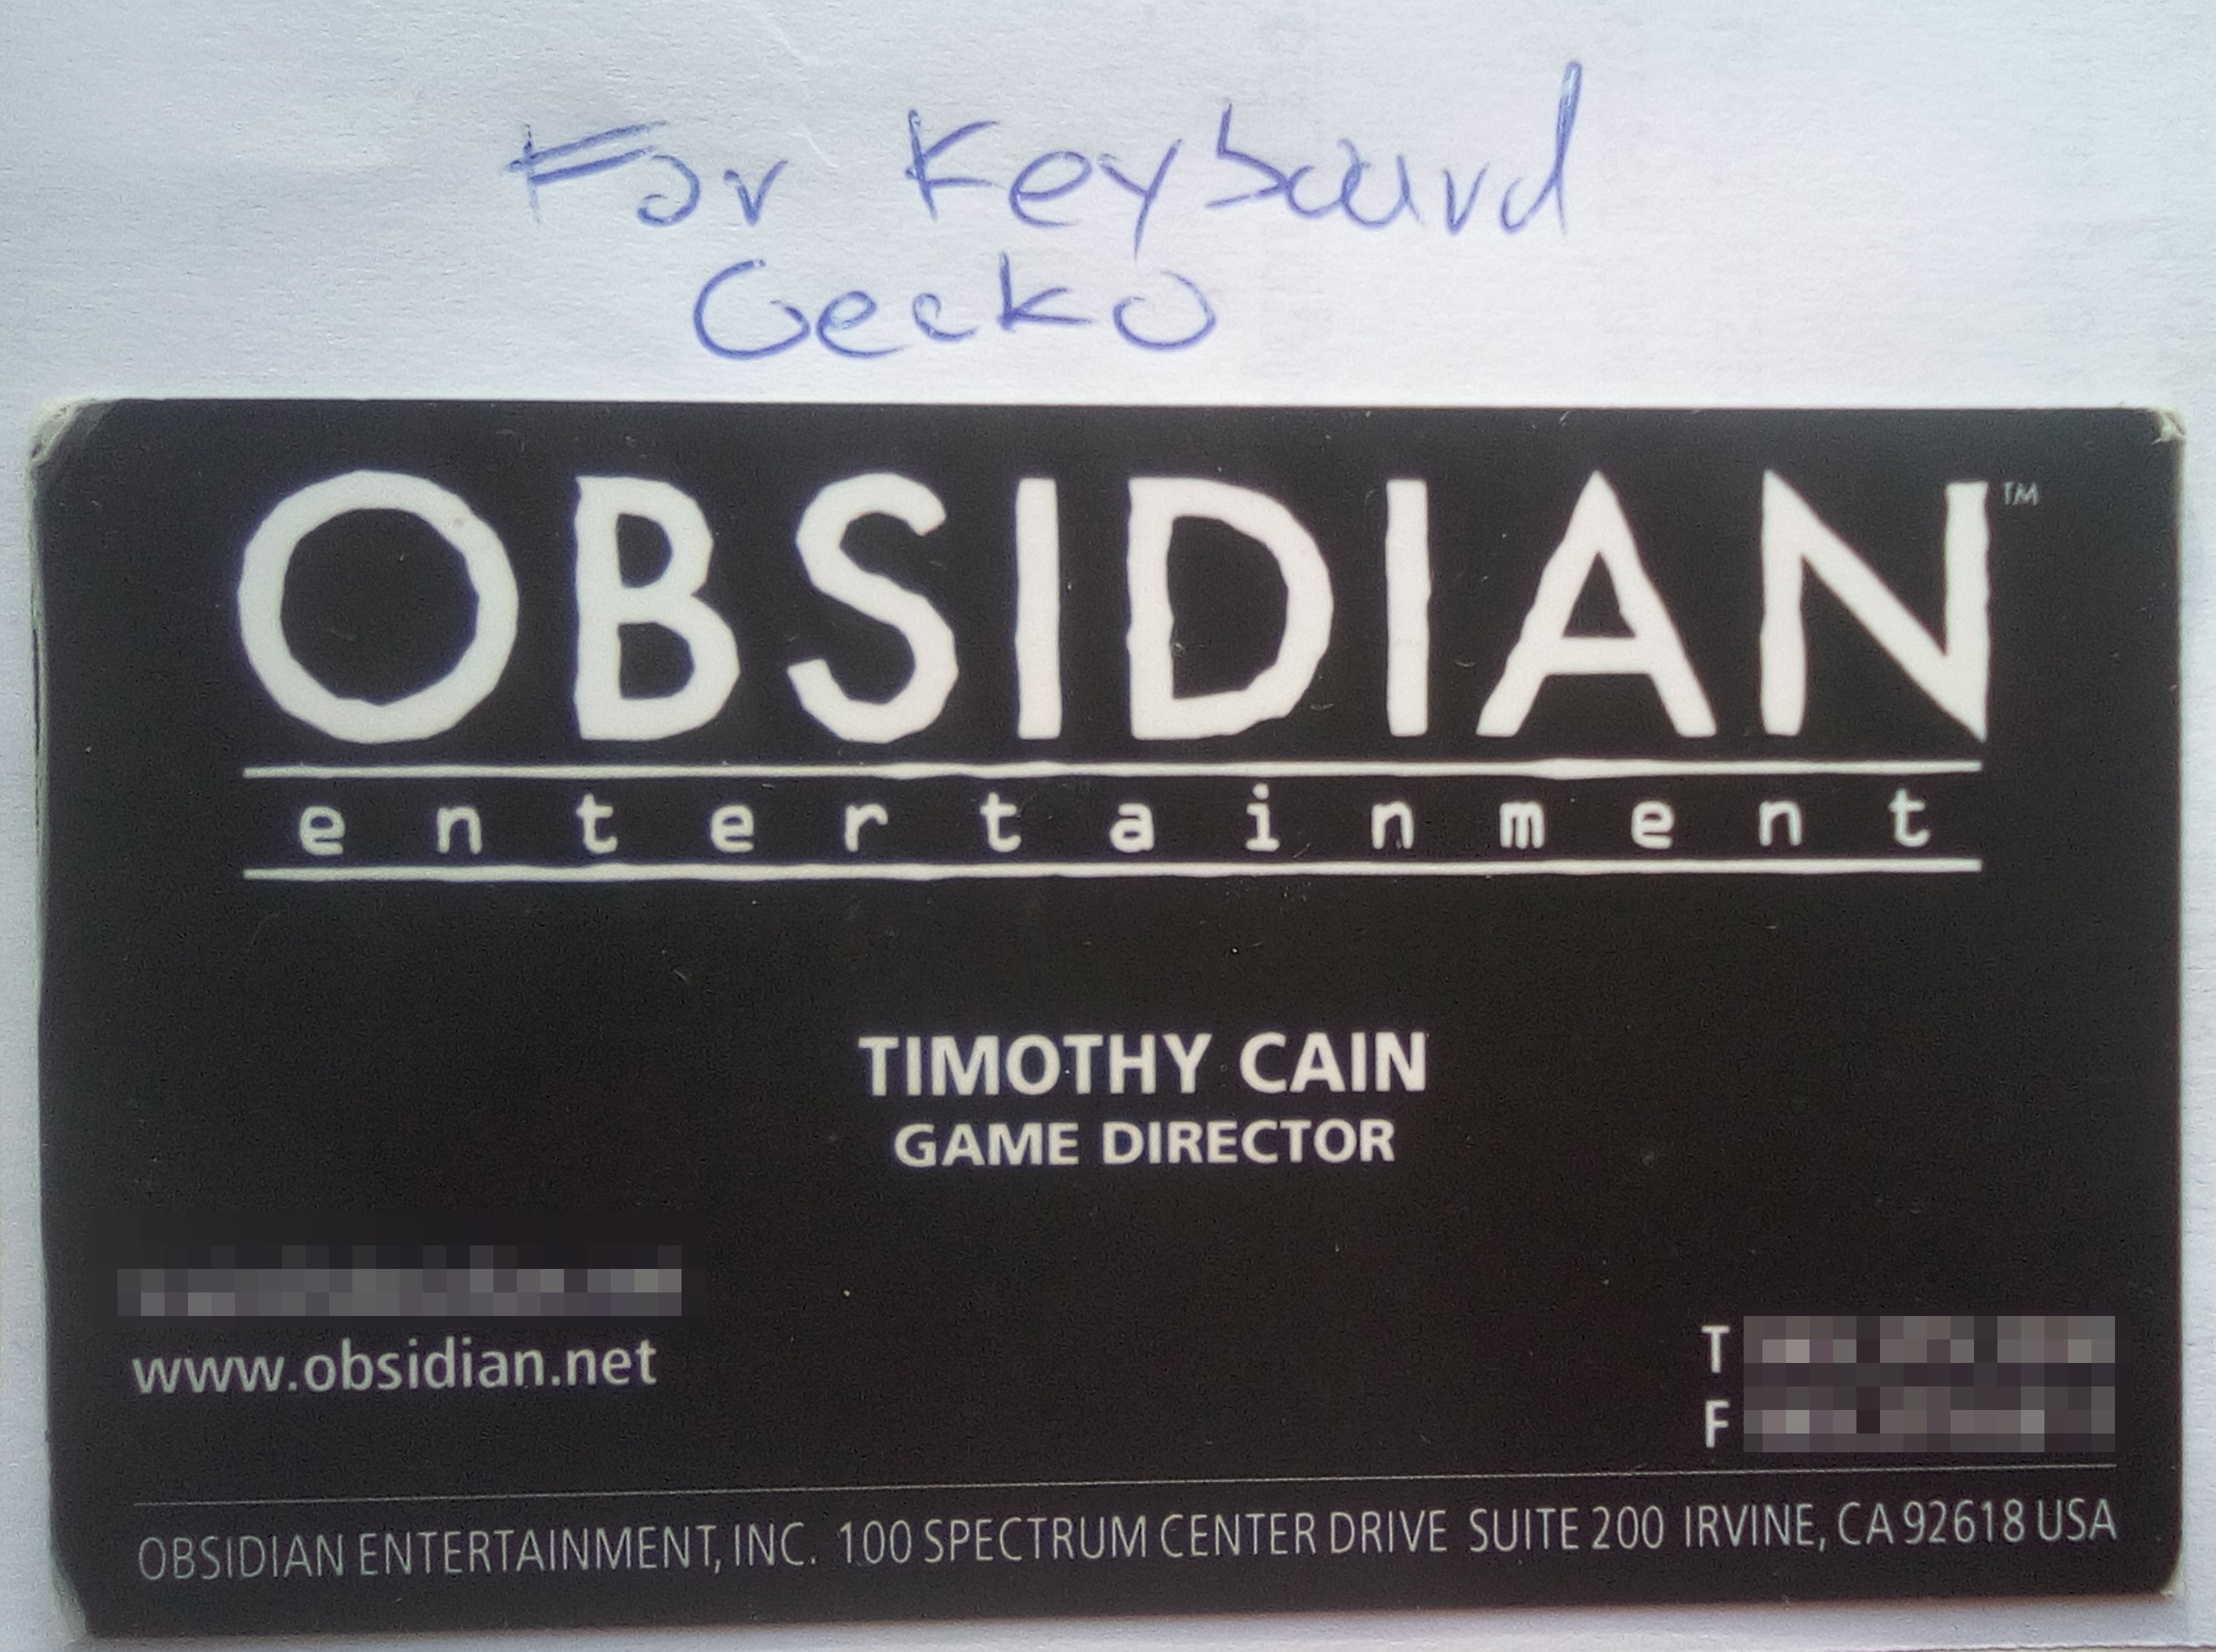 For Keyboard
Gecko
OBSIDIAN™
entertainment
TIMOTHY CAIN
GAME DIRECTOR
www.obsidian.net
T
F
OBSIDIAN ENTERTAINMENT, INC. 100 SPECTRUM CENTER DRIVE SUITE 200 IRVINE, CA 92618 USA